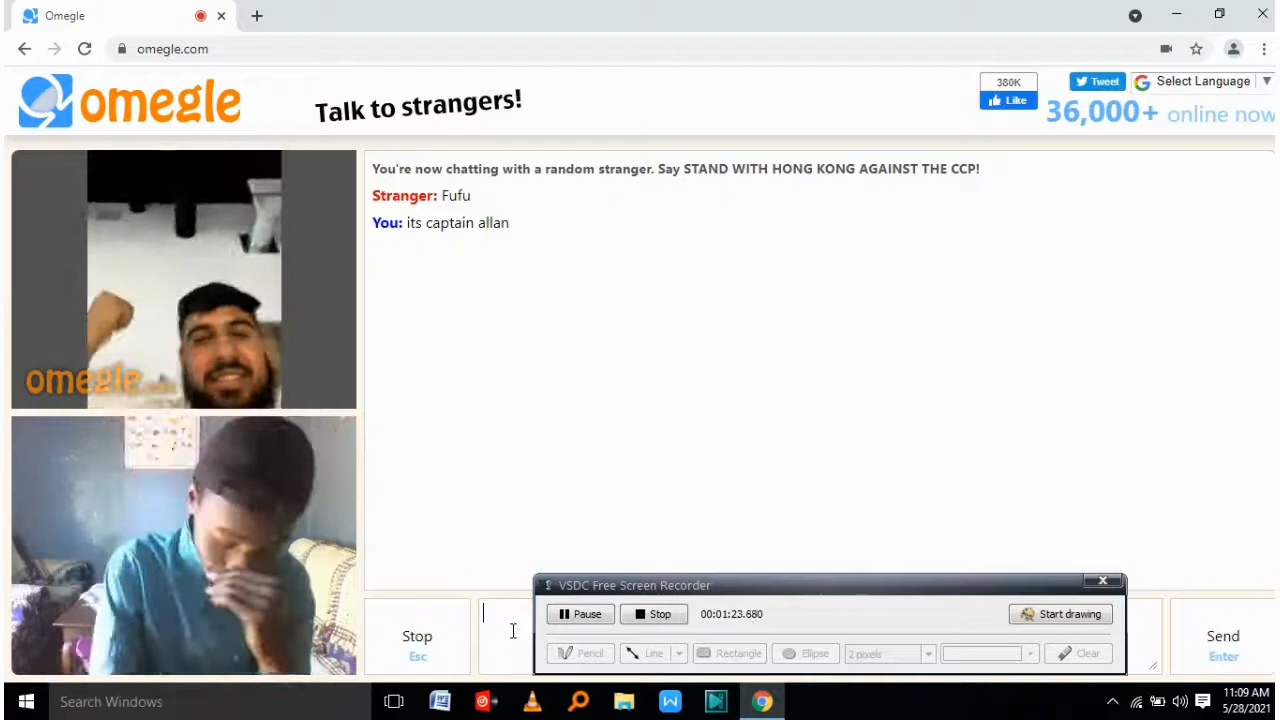 Omegle
omegle.com
omegle
Talk to strangers!
380K
Like
Tweet
Select Language
36,000+ online now
You're now chatting with a random stranger. Say STAND WITH HONG KONG AGAINST THE CCP!
Stranger: Fufu
You: its captain allan
omegle
VSDC Free Screen Recorder
Pause
Stop
00:01:23.680
Start drawing
Pencil
Line
Rectangle
Ellipse
2 pixels
Clear
Stop
Esc
Send
Enter
Search Windows
11:09 AM
5/28/2021